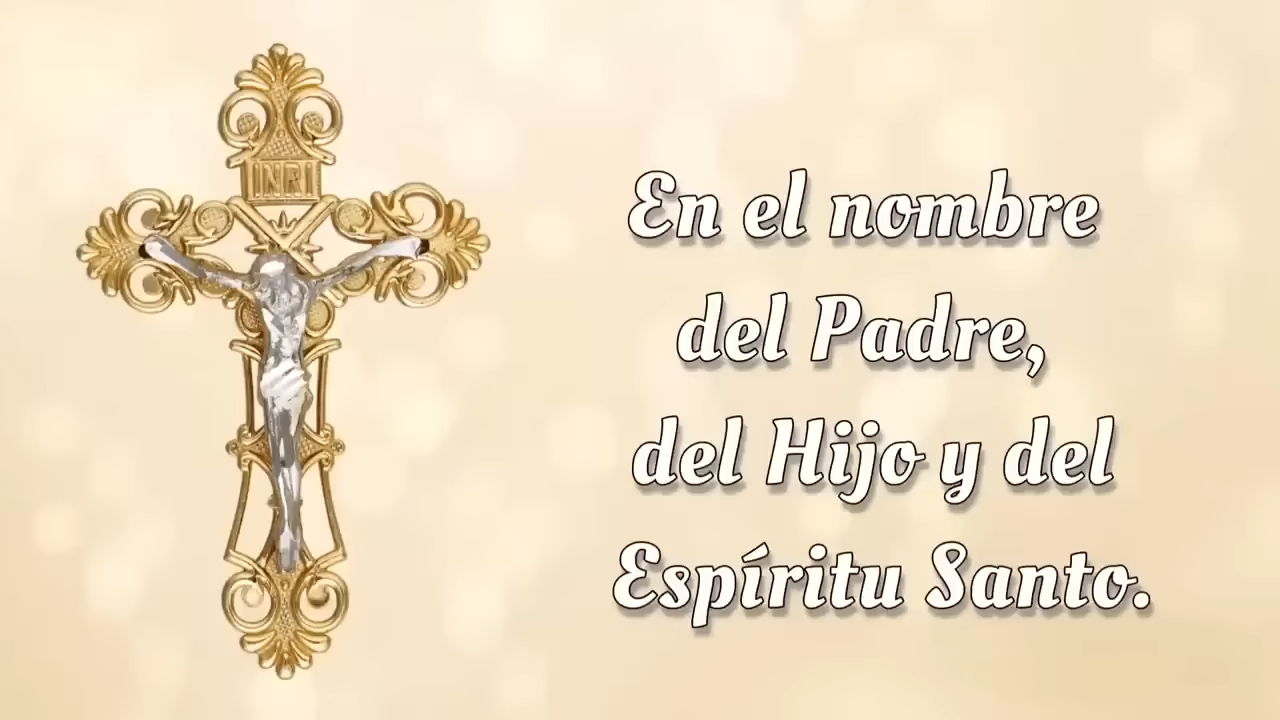 INRI
En el nombre
del Padre,
del Hijo y del
Espíritu Santo.